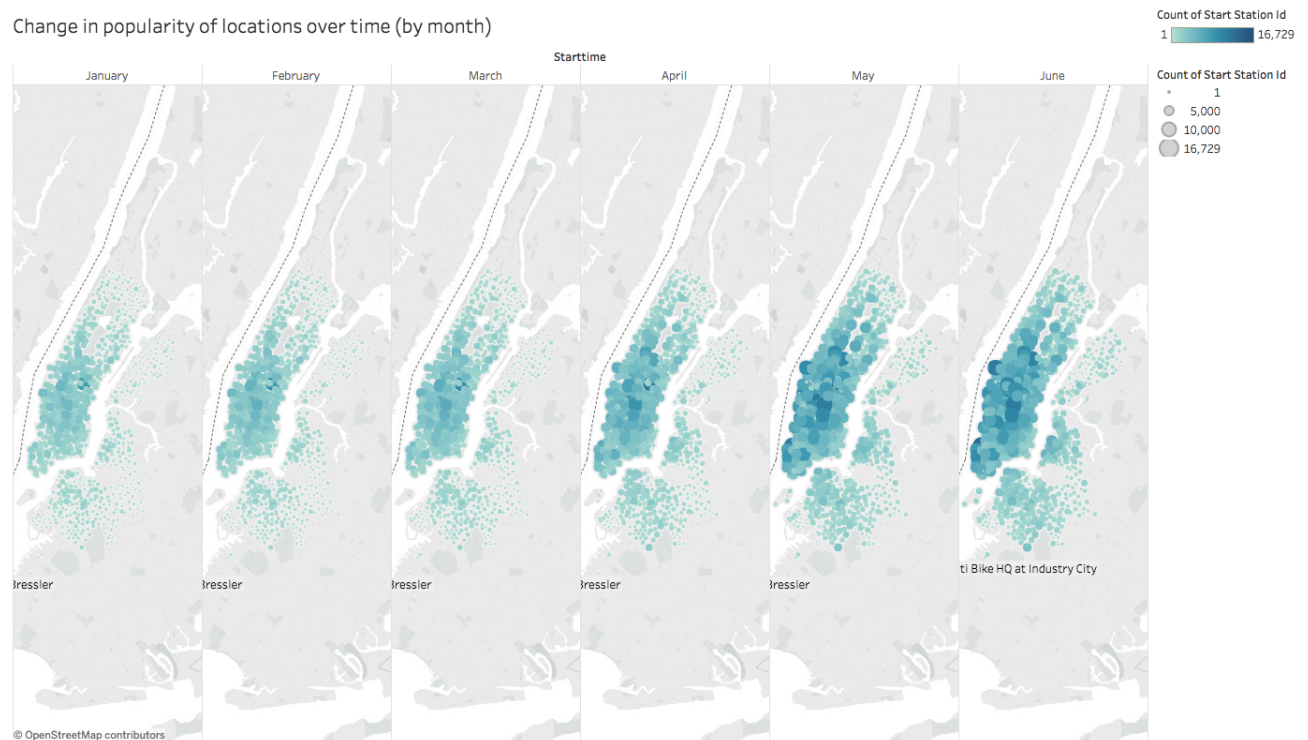 Change in popularity of locations over time (by month)
Starttime
January February March April May June
Bressler Bressler Bressler Bressler Bressler
ti Bike HQ at Industry City
© OpenStreetMap contributors
Count of Start Station Id
1 16,729
Count of Start Station Id
1
5,000
10,000
16,729